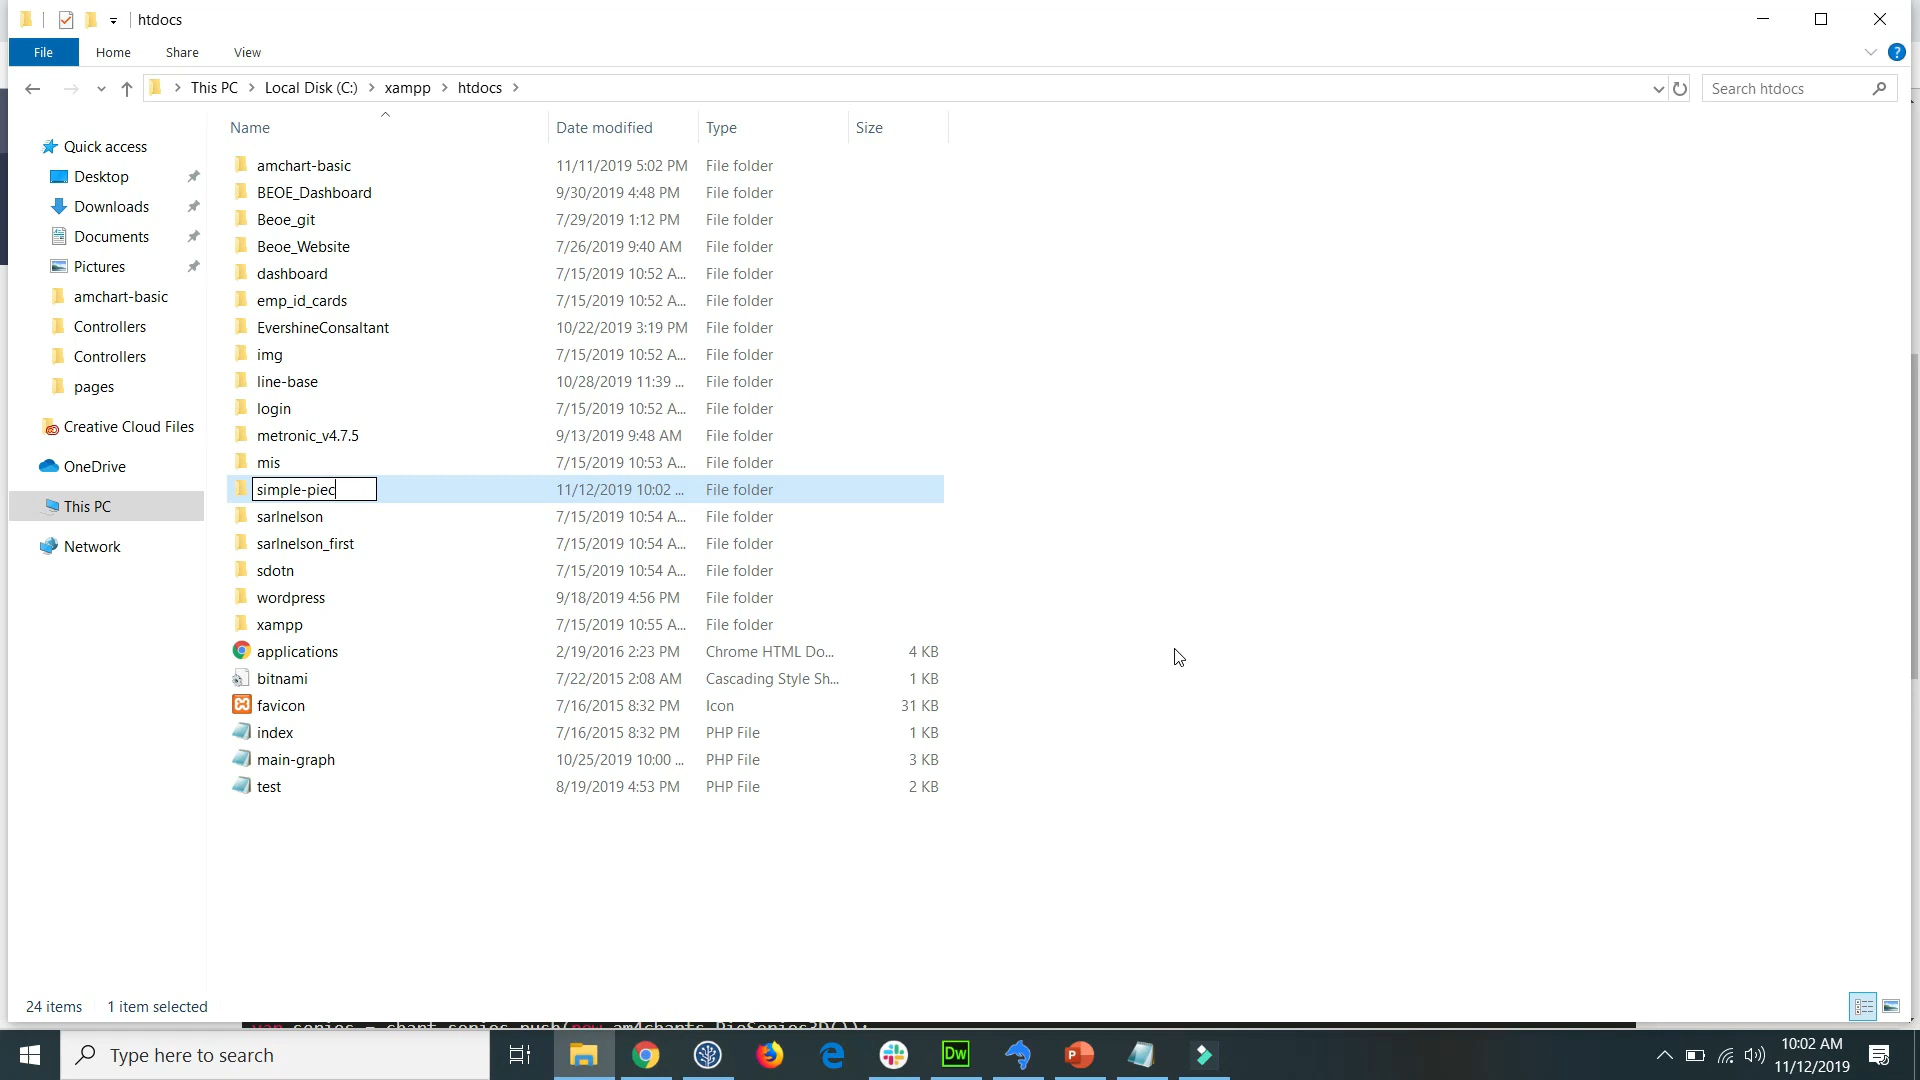 htdocs
File Home Share View
This PC Local Disk (C:) xampp htdocs
Search htdocs
Name Date modified Type Size
Quick access
Desktop
Downloads
Documents
Pictures
amchart-basic
Controllers
Controllers
pages
Creative Cloud Files
OneDrive
This PC
Network
amchart-basic 11/11/2019 5:02 PM File folder
BEOE_Dashboard 9/30/2019 4:48 PM File folder
Beoe_git 7/29/2019 1:12 PM File folder
Beoe_Website 7/26/2019 9:40 AM File folder
dashboard 7/15/2019 10:52 A... File folder
emp_id_cards 7/15/2019 10:52 A... File folder
EvershineConsaltant 10/22/2019 3:19 PM File folder
img 7/15/2019 10:52 A... File folder
line-base 10/28/2019 11:39 ... File folder
login 7/15/2019 10:52 A... File folder
metronic_v4.7.5 9/13/2019 9:48 AM File folder
mis 7/15/2019 10:53 A... File folder
simple-piec 11/12/2019 10:02 ... File folder
sarlnelson 7/15/2019 10:54 A... File folder
sarlnelson_first 7/15/2019 10:54 A... File folder
sdotn 7/15/2019 10:54 A... File folder
wordpress 9/18/2019 4:56 PM File folder
xampp 7/15/2019 10:55 A... File folder
applications 2/19/2016 2:23 PM Chrome HTML Do... 4 KB
bitnami 7/22/2015 2:08 AM Cascading Style Sh... 1 KB
favicon 7/16/2015 8:32 PM Icon 31 KB
index 7/16/2015 8:32 PM PHP File 1 KB
main-graph 10/25/2019 10:00 ... PHP File 3 KB
test 8/19/2019 4:53 PM PHP File 2 KB
24 items 1 item selected
var series = chart.series.push(new am4charts.PieSeries3D());
Type here to search
Dw
10:02 AM
11/12/2019